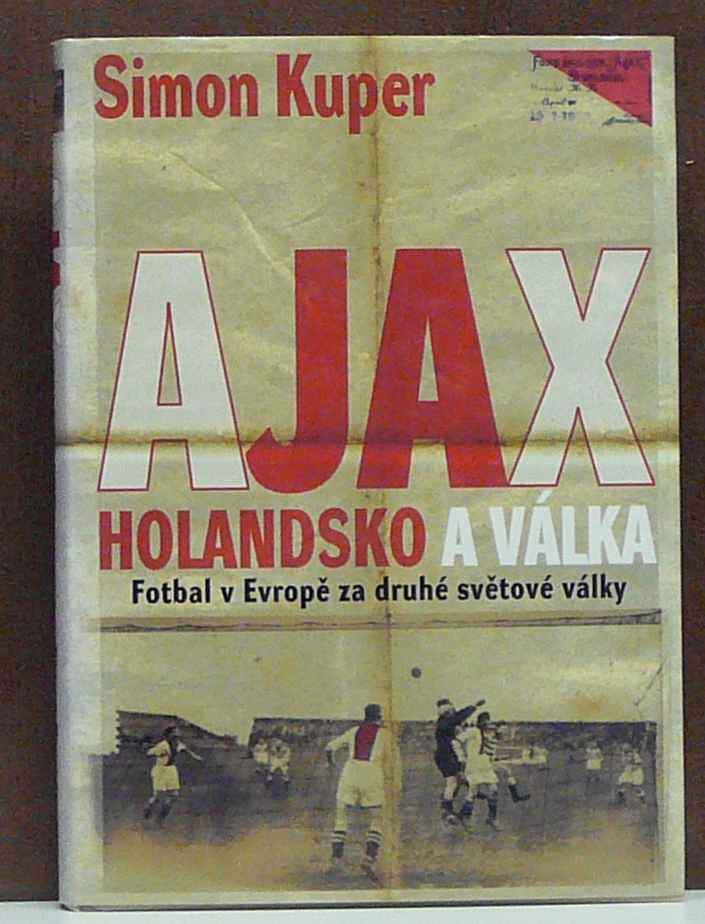 Simon Kuper
AJAX
HOLANDSKO A VÁLKA
Fotbal v Evropě za druhé světové války